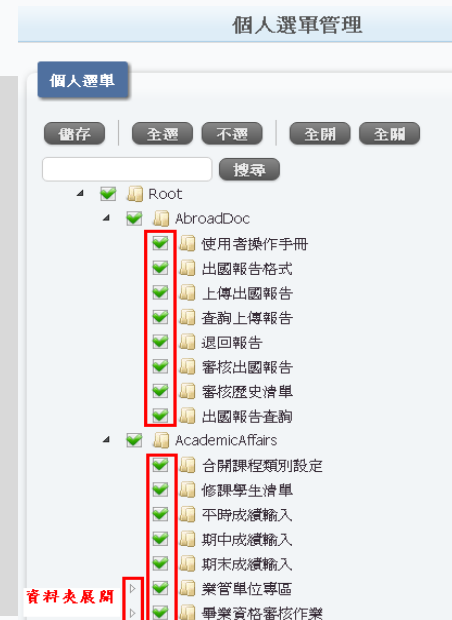 個人選單管理
個人選單
儲存 全選 不選 全開 全關
搜尋
Root
AbroadDoc
使用者操作手冊
出國報告格式
上傳出國報告
查詢上傳報告
退回報告
審核出國報告
審核歷史清單
出國報告查詢
AcademicAffairs
合開課程類別設定
修課學生清單
平時成績輸入
期中成績輸入
期末成績輸入
資料夾展開 業管單位專區
畢業資格審核作業